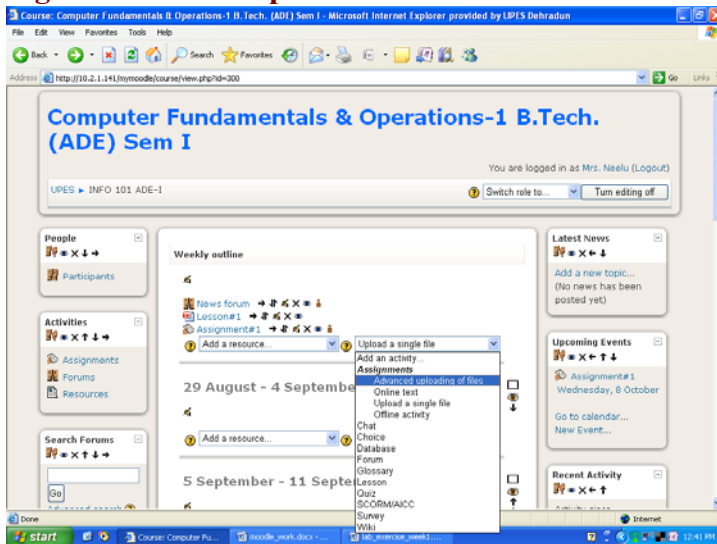 Course: Computer Fundamentals & Operations-1 B.Tech. (ADE) Sem I - Microsoft Internet Explorer provided by UPES Dehradun
File Edit View Favorites Tools Help
Back Search Favorites
Address http://10.2.1.141/mymoodle/course/view.php?id=300 Go Links
Computer Fundamentals & Operations-1 B.Tech.
(ADE) Sem I
You are logged in as Mrs. Neelu (Logout)
UPES ► INFO 101 ADE-I
Switch role to... Turn editing off
People
Participants
Activities
Assignments
Forums
Resources
Search Forums
Go
Weekly outline
News forum
Lesson#1
Assignment#1
Add a resource... Upload a single file
Add an activity...
Assignments
Advanced uploading of files
Online text
Upload a single file
Offline activity
Chat
Choice
Database
Forum
Glossary
Lesson
Quiz
SCORM/AICC
Survey
Wiki
29 August - 4 Septembe
Add a resource...
5 September - 11 Septe
Latest News
Add a new topic...
(No news has been
posted yet)
Upcoming Events
Assignment#1
Wednesday, 8 October
Go to calendar...
New Event...
Recent Activity
Done Internet
start Course: Computer Fu... moodle_work.docx - ... lab_exercise_week1.... 12:41 PM